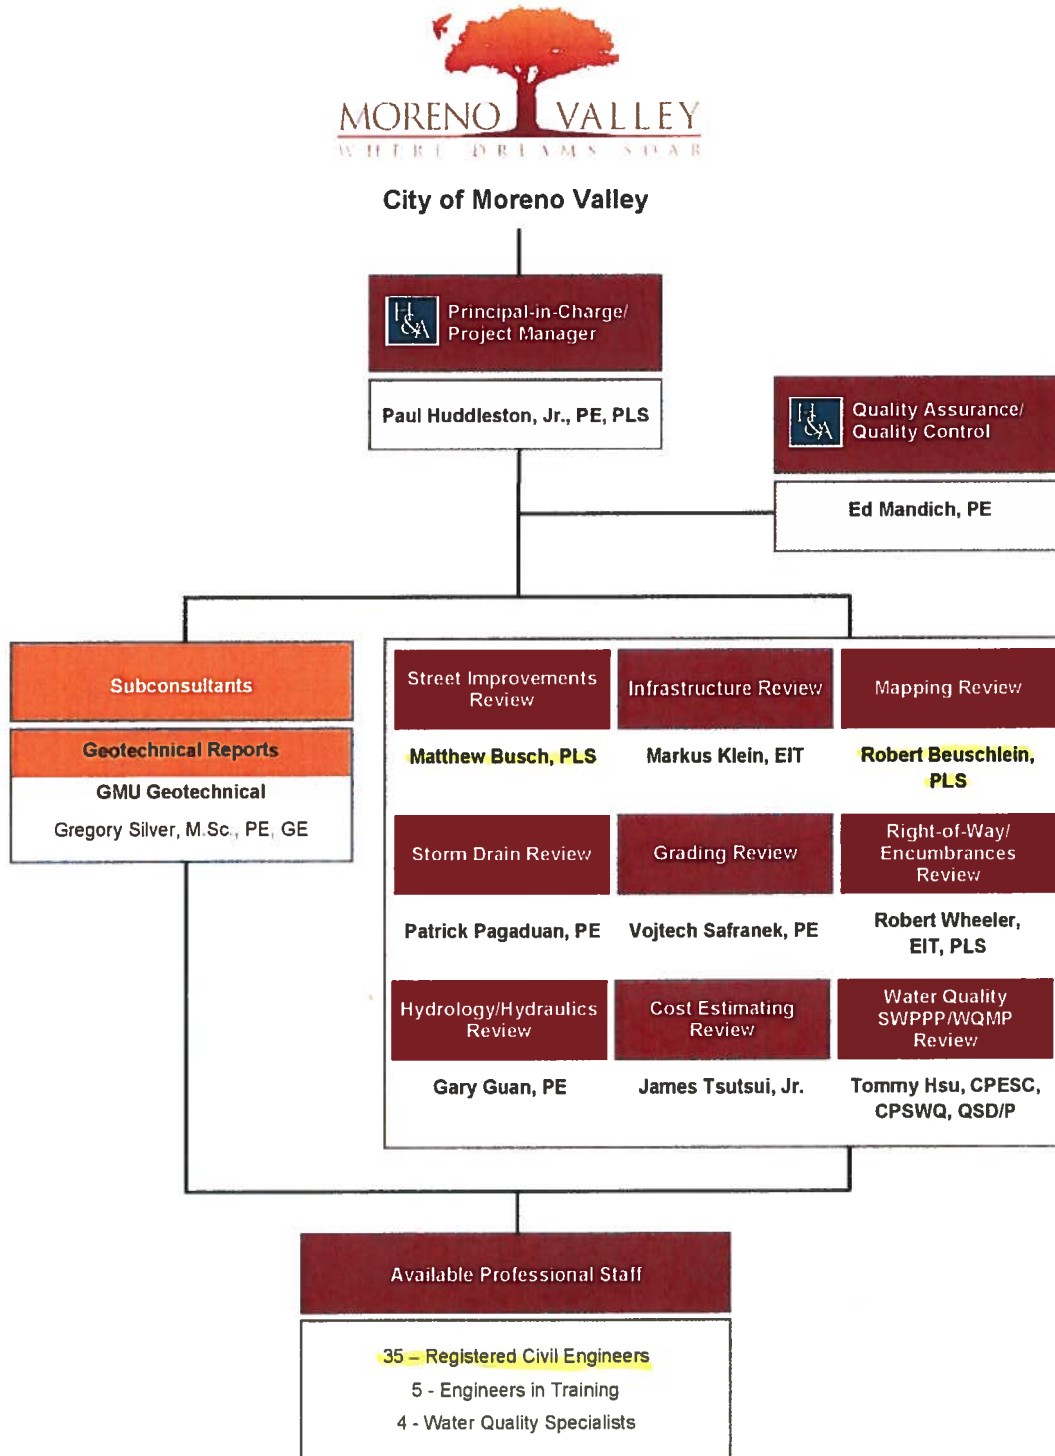 MORENO VALLEY
WHERE DREAMS SOAR
City of Moreno Valley
H&A
Principal-in-Charge/
Project Manager
Paul Huddleston, Jr., PE, PLS
H&A
Quality Assurance/
Quality Control
Ed Mandich, PE
Subconsultants
Geotechnical Reports
GMU Geotechnical
Gregory Silver, M.Sc., PE, GE
Street Improvements
Review
Matthew Busch, PLS
Infrastructure Review
Markus Klein, EIT
Mapping Review
Robert Beuschlein,
PLS
Storm Drain Review
Patrick Pagaduan, PE
Grading Review
Vojtech Safranek, PE
Right-of-Way/
Encumbrances
Review
Robert Wheeler,
EIT, PLS
Hydrology/Hydraulics
Review
Gary Guan, PE
Cost Estimating
Review
James Tsutsui, Jr.
Water Quality
SWPPP/WQMP
Review
Tommy Hsu, CPESC,
CPSWQ, QSD/P
Available Professional Staff
35 – Registered Civil Engineers
5 - Engineers in Training
4 - Water Quality Specialists